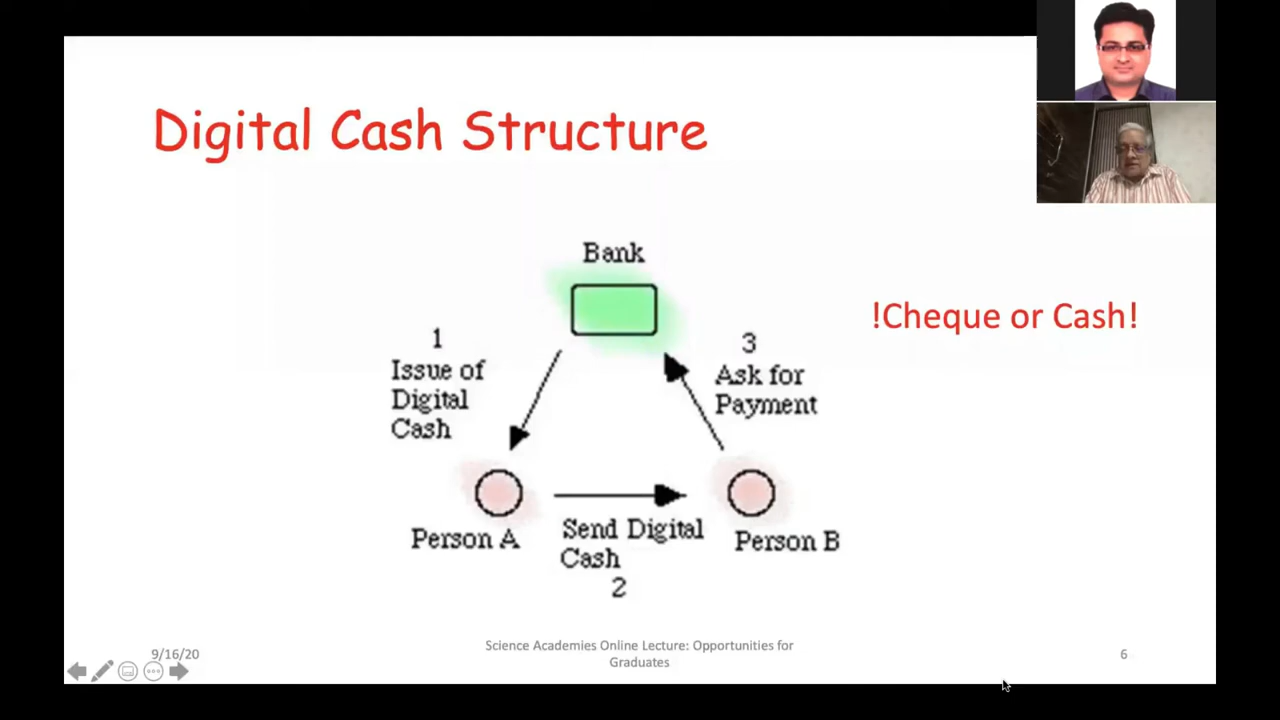 Digital Cash Structure
Bank
!Cheque or Cash!
1
Issue of
Digital
Cash
3
Ask for
Payment
Person A
Send Digital
Cash
2
Person B
9/16/20
Science Academies Online Lecture: Opportunities for
Graduates
6